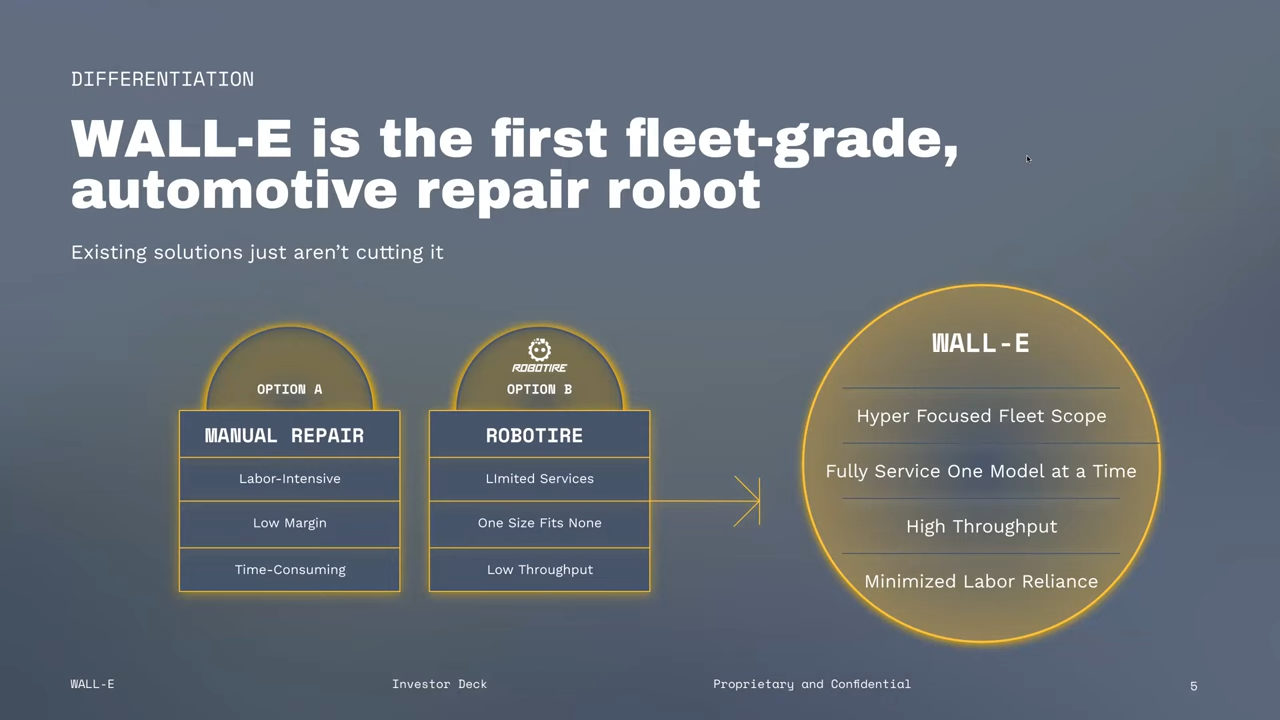 DIFFERENTIATION
WALL-E is the first fleet-grade,
automotive repair robot
Existing solutions just aren’t cutting it
OPTION A
MANUAL REPAIR
Labor-Intensive
Low Margin
Time-Consuming
ROBOTIRE
OPTION B
ROBOTIRE
LImited Services
One Size Fits None
Low Throughput
WALL-E
Hyper Focused Fleet Scope
Fully Service One Model at a Time
High Throughput
Minimized Labor Reliance
WALL-E
Investor Deck
Proprietary and Confidential
5